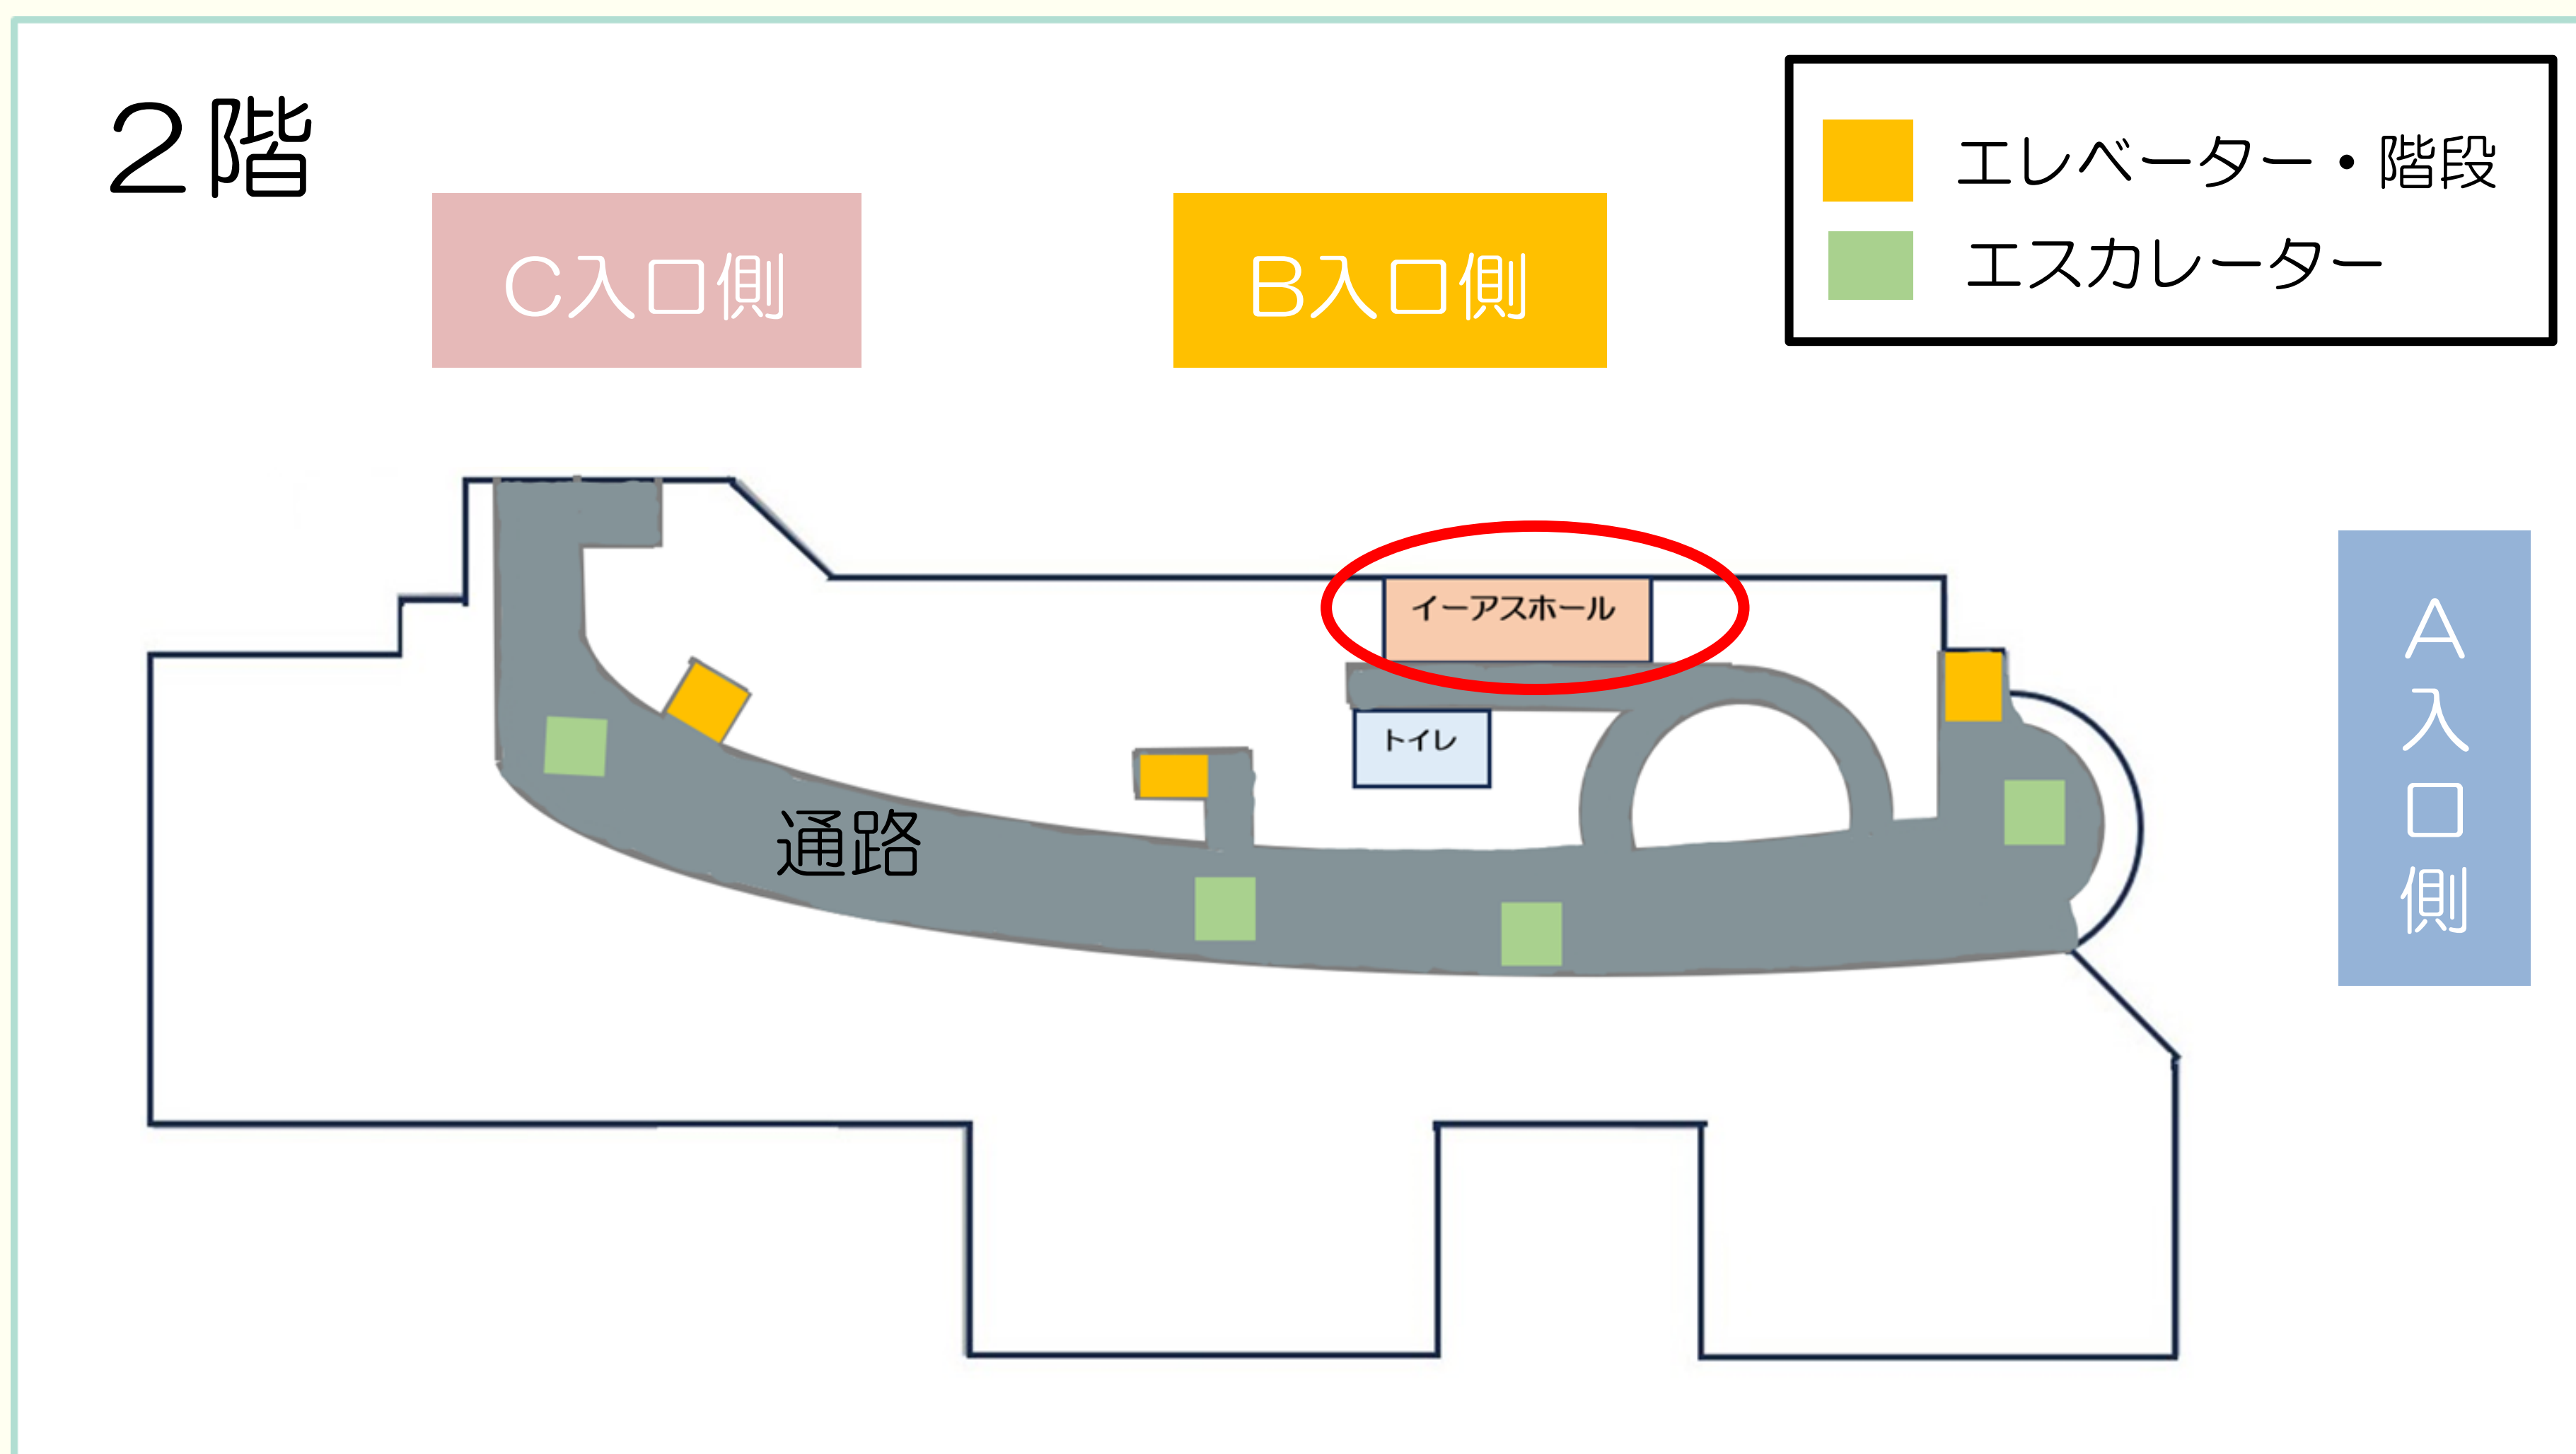 2階
エレベーター・階段
エスカレーター
C入口側
B入口側
A入口側
イーアスホール
トイレ
通路